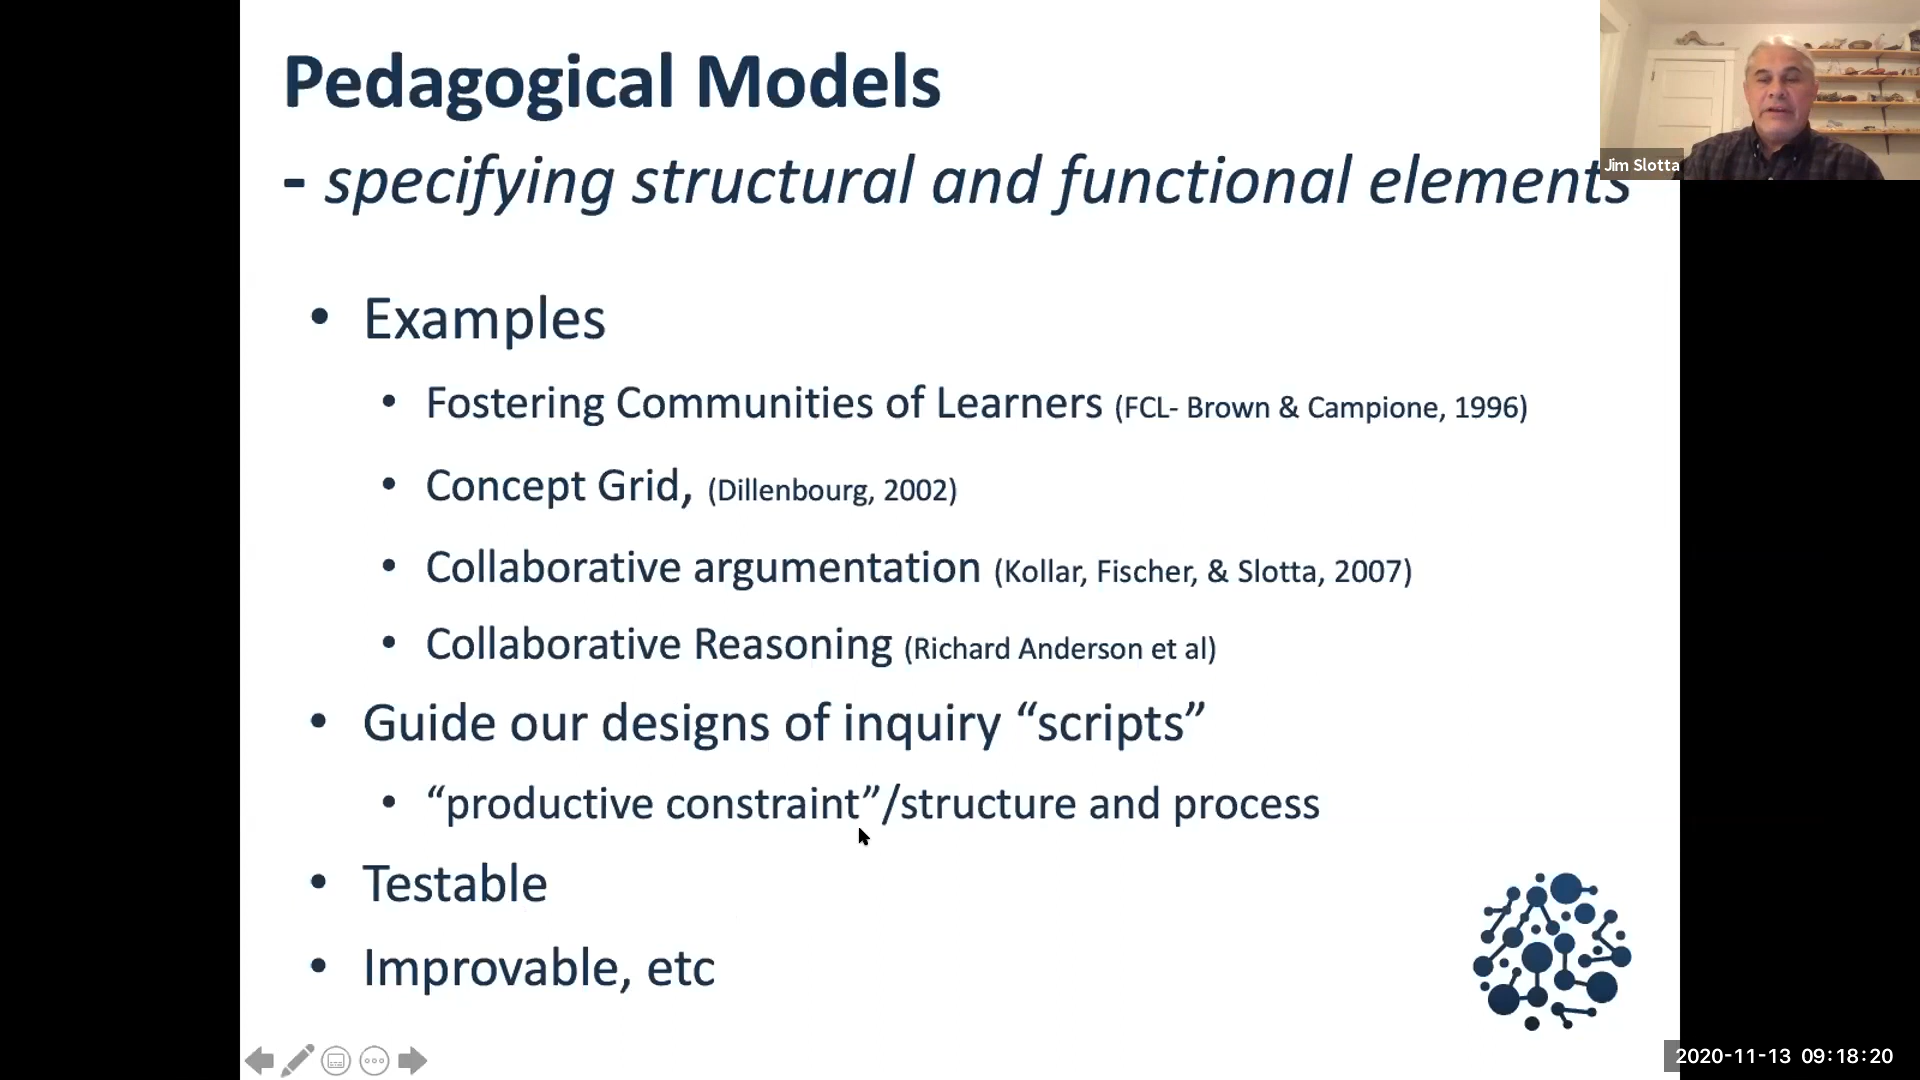 Pedagogical Models
- specifying structural and functional elements
Jim Slotta
• Examples
• Fostering Communities of Learners (FCL- Brown & Campione, 1996)
• Concept Grid, (Dillenbourg, 2002)
• Collaborative argumentation (Kollar, Fischer, & Slotta, 2007)
• Collaborative Reasoning (Richard Anderson et al)
• Guide our designs of inquiry “scripts”
• “productive constraint”/structure and process
• Testable
• Improvable, etc
2020-11-13 09:18:20